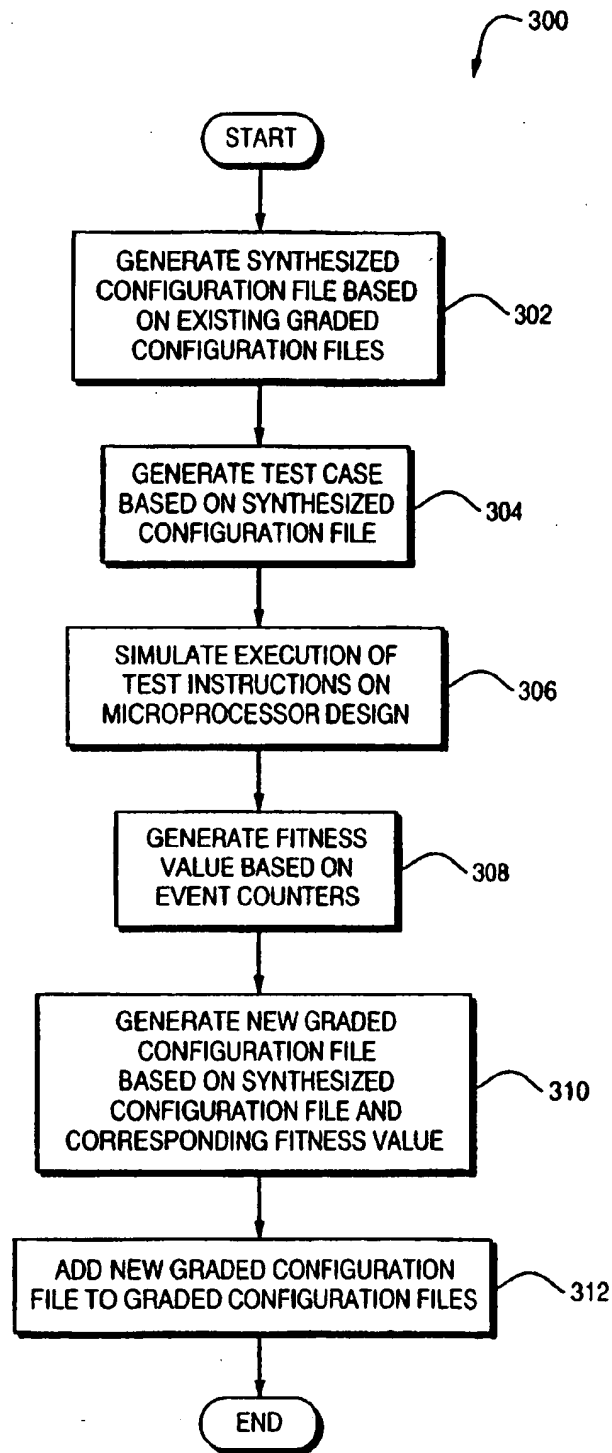 300
START
GENERATE SYNTHESIZED
CONFIGURATION FILE BASED
ON EXISTING GRADED
CONFIGURATION FILES
302
GENERATE TEST CASE
BASED ON SYNTHESIZED
CONFIGURATION FILE
304
SIMULATE EXECUTION OF
TEST INSTRUCTIONS ON
MICROPROCESSOR DESIGN
306
GENERATE FITNESS
VALUE BASED ON
EVENT COUNTERS
308
GENERATE NEW GRADED
CONFIGURATION FILE
BASED ON SYNTHESIZED
CONFIGURATION FILE AND
CORRESPONDING FITNESS VALUE
310
ADD NEW GRADED CONFIGURATION
FILE TO GRADED CONFIGURATION FILES
312
END